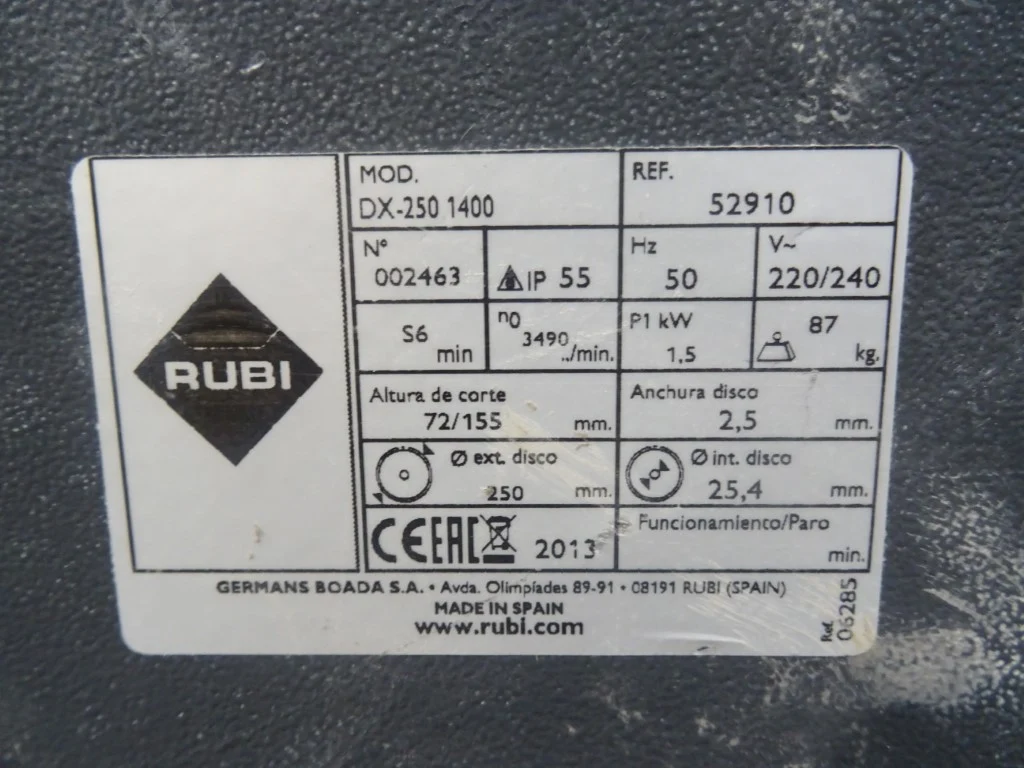 RUBI
MOD.
DX-250 1400
REF.
52910
Nº
002463
IP 55
Hz
50
V~
220/240
S6
min
n0
3490
../min.
P1 kW
1,5
87
kg.
Altura de corte
72/155 mm.
Anchura disco
2,5 mm.
Ø ext. disco
250 mm.
Ø int. disco
25,4 mm.
CE EAC 2013
Funcionamiento/Paro
min.
GERMANS BOADA S.A. • Avda. Olimpíades 89-91 • 08191 RUBI (SPAIN)
MADE IN SPAIN
www.rubi.com
Ref.
06285